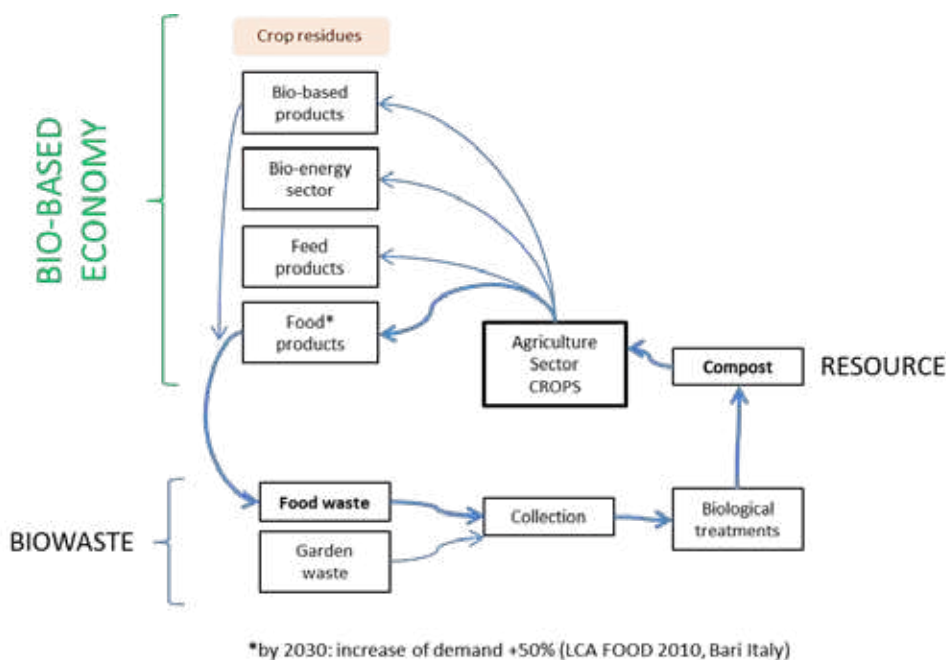 BIO-BASED
ECONOMY
Crop residues
Bio-based
products
Bio-energy
sector
Feed
products
Food*
products
Agriculture
Sector
CROPS
Compost
RESOURCE
BIOWASTE
Food waste
Garden
waste
Collection
Biological
treatments
*by 2030: increase of demand +50% (LCA FOOD 2010, Bari Italy)